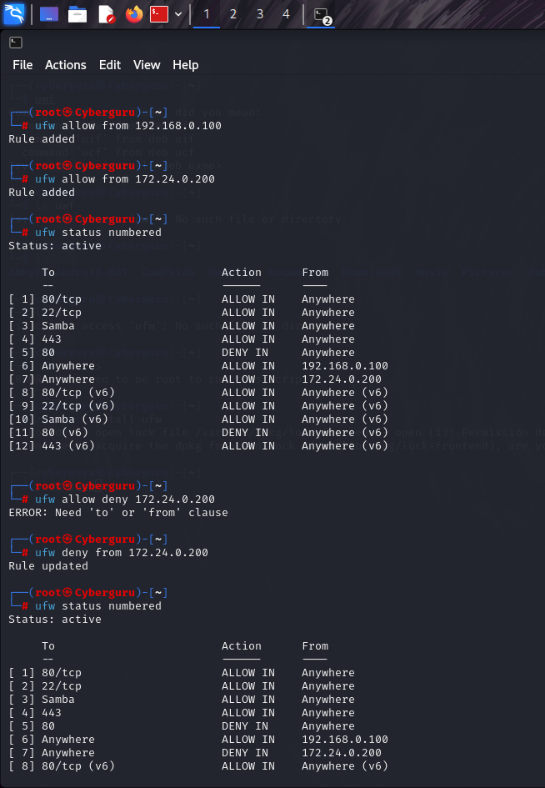 1 2 3 4 2
File Actions Edit View Help
┌──(root㉿Cyberguru)-[~]
└─# ufw allow from 192.168.0.100
Rule added
┌──(root㉿Cyberguru)-[~]
└─# ufw allow from 172.24.0.200
Rule added
┌──(root㉿Cyberguru)-[~]
└─# ufw status numbered
Status: active
To Action From
-- ------ ----
[ 1] 80/tcp ALLOW IN Anywhere
[ 2] 22/tcp ALLOW IN Anywhere
[ 3] Samba ALLOW IN Anywhere
[ 4] 443 ALLOW IN Anywhere
[ 5] 80 DENY IN Anywhere
[ 6] Anywhere ALLOW IN 192.168.0.100
[ 7] Anywhere ALLOW IN 172.24.0.200
[ 8] 80/tcp (v6) ALLOW IN Anywhere (v6)
[ 9] 22/tcp (v6) ALLOW IN Anywhere (v6)
[10] Samba (v6) ALLOW IN Anywhere (v6)
[11] 80 (v6) DENY IN Anywhere (v6)
[12] 443 (v6) ALLOW IN Anywhere (v6)
┌──(root㉿Cyberguru)-[~]
└─# ufw allow deny 172.24.0.200
ERROR: Need 'to' or 'from' clause
┌──(root㉿Cyberguru)-[~]
└─# ufw deny from 172.24.0.200
Rule updated
┌──(root㉿Cyberguru)-[~]
└─# ufw status numbered
Status: active
To Action From
-- ------ ----
[ 1] 80/tcp ALLOW IN Anywhere
[ 2] 22/tcp ALLOW IN Anywhere
[ 3] Samba ALLOW IN Anywhere
[ 4] 443 ALLOW IN Anywhere
[ 5] 80 DENY IN Anywhere
[ 6] Anywhere ALLOW IN 192.168.0.100
[ 7] Anywhere DENY IN 172.24.0.200
[ 8] 80/tcp (v6) ALLOW IN Anywhere (v6)